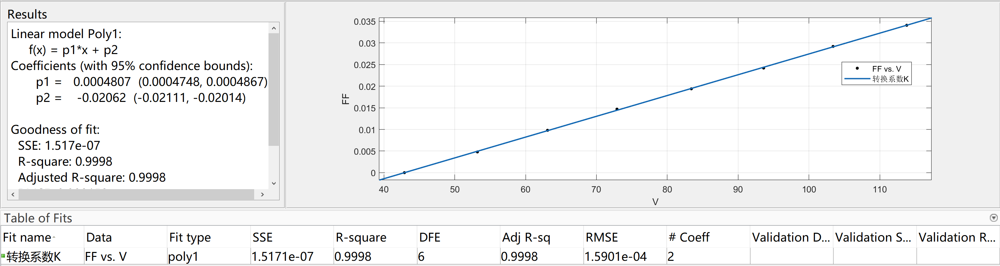 Results
Linear model Poly1:
f(x) = p1*x + p2
Coefficients (with 95% confidence bounds):
p1 = 0.0004807 (0.0004748, 0.0004867)
p2 = -0.02062 (-0.02111, -0.02014)
Goodness of fit:
SSE: 1.517e-07
R-square: 0.9998
Adjusted R-square: 0.9998
0.035
0.03
0.025
0.02
0.015
0.01
0.005
0
FF
FF vs. V
转换系数K
40 50 60 70 80 90 100 110
V
Table of Fits
Fit name Data Fit type SSE R-square DFE Adj R-sq RMSE # Coeff Validation D... Validation S... Validation R...
转换系数K FF vs. V poly1 1.5171e-07 0.9998 6 0.9998 1.5901e-04 2